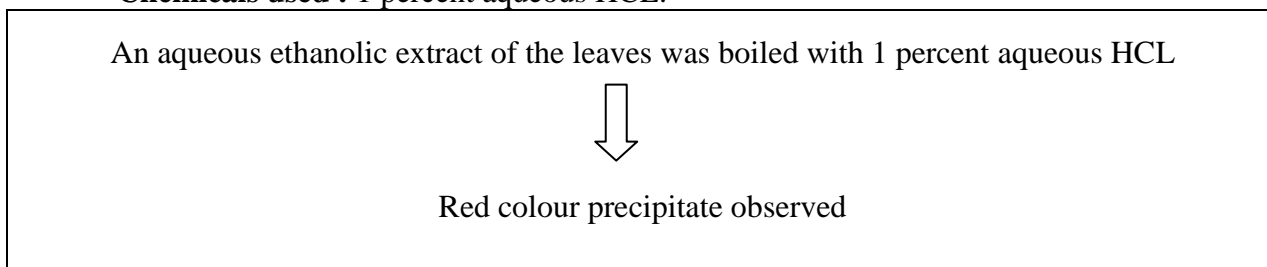 Chemicals used : 1 percent aqueous HCL.
An aqueous ethanolic extract of the leaves was boiled with 1 percent aqueous HCL
Red colour precipitate observed